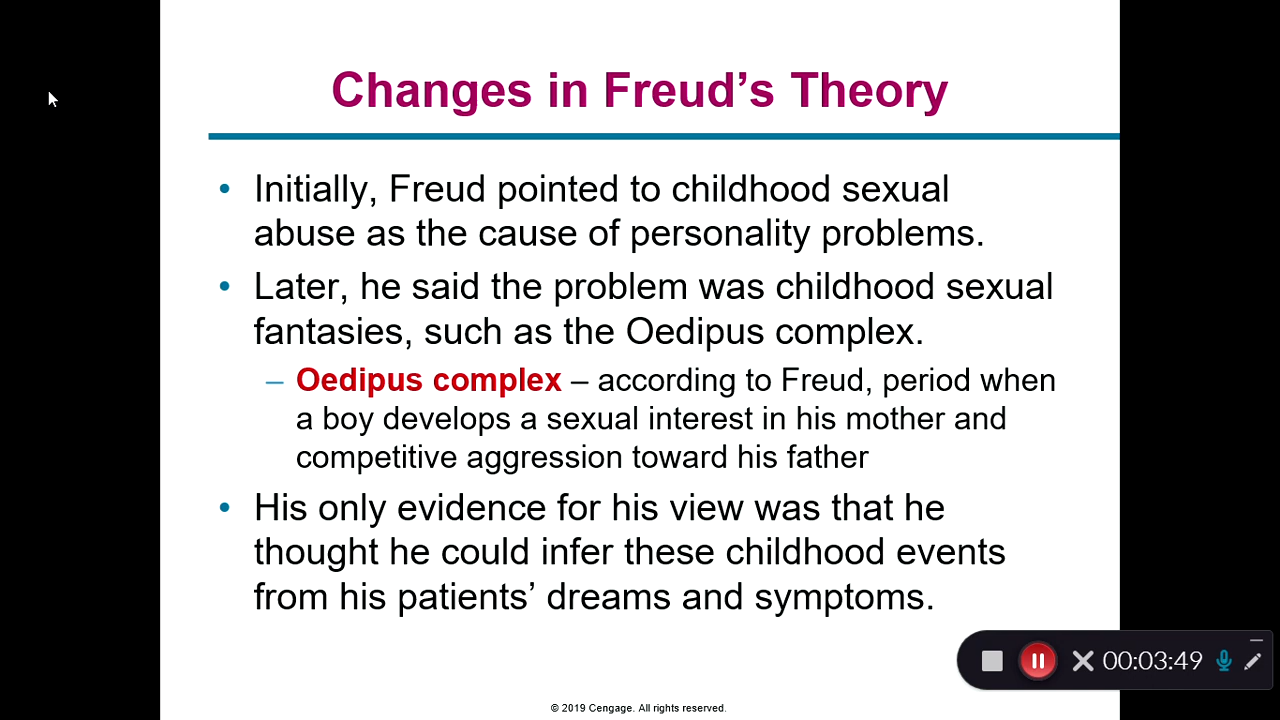 Changes in Freud’s Theory
• Initially, Freud pointed to childhood sexual
abuse as the cause of personality problems.
• Later, he said the problem was childhood sexual
fantasies, such as the Oedipus complex.
– Oedipus complex – according to Freud, period when
a boy develops a sexual interest in his mother and
competitive aggression toward his father
• His only evidence for his view was that he
thought he could infer these childhood events
from his patients’ dreams and symptoms.
00:03:49
© 2019 Cengage. All rights reserved.